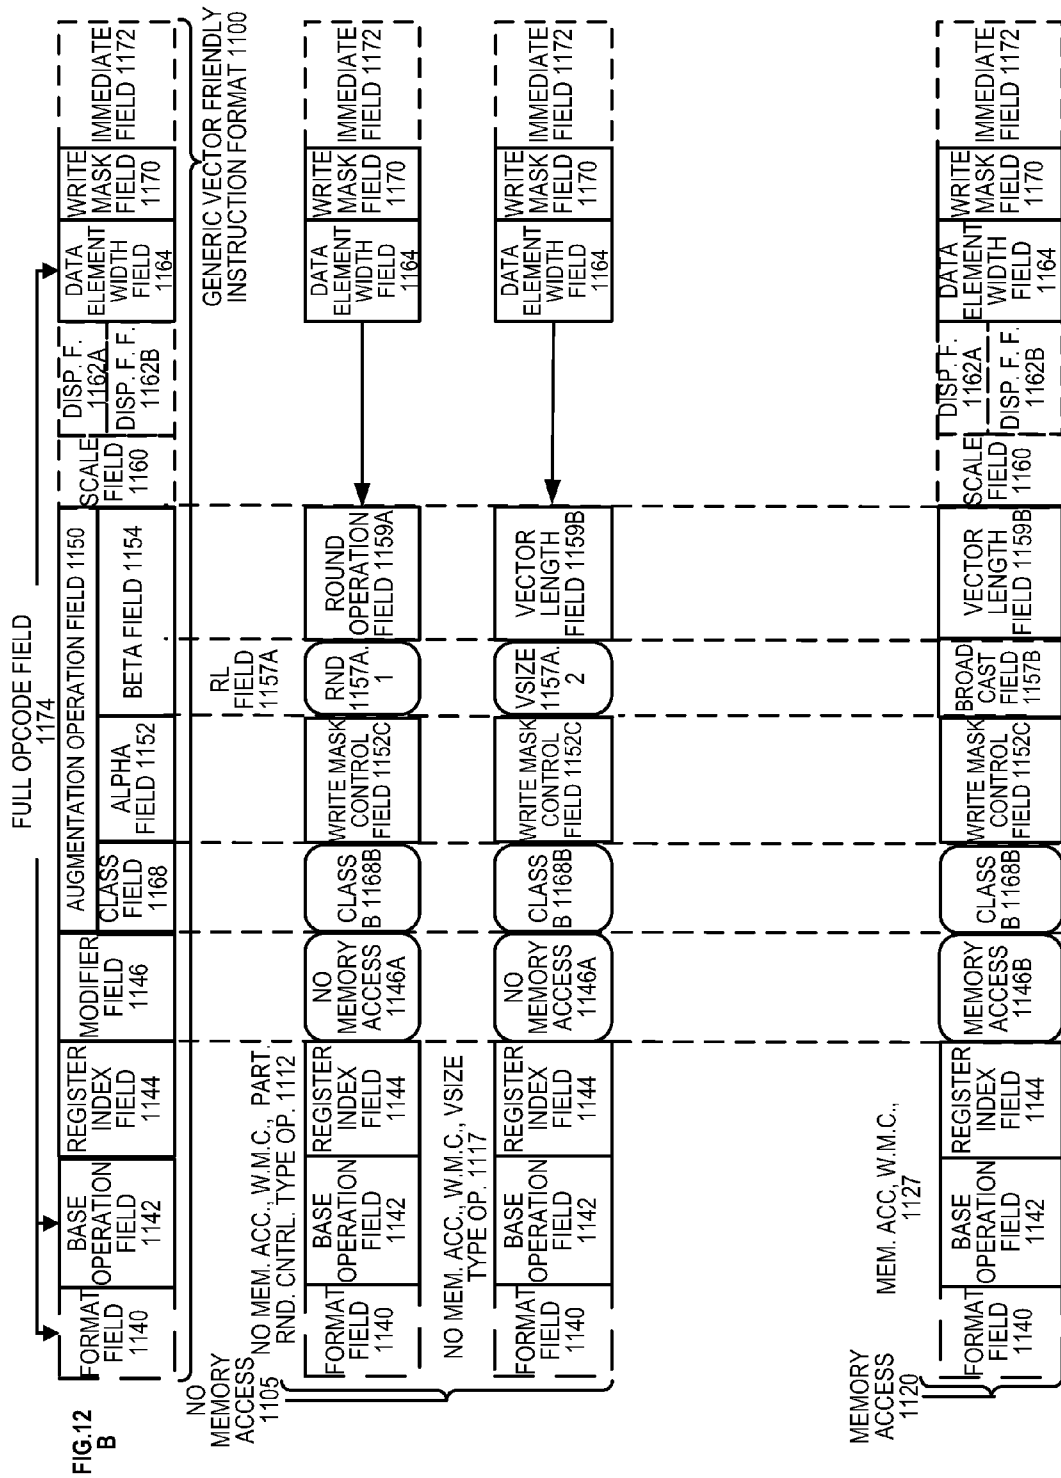 FIG.12
B
FULL OPCODE FIELD
1174
FORMAT
FIELD
1140
BASE
OPERATION
FIELD
1142
REGISTER
INDEX
FIELD
1144
MODIFIER
FIELD
1146
AUGMENTATION OPERATION FIELD 1150
CLASS
FIELD
1168
ALPHA
FIELD 1152
BETA FIELD 1154
SCALE
FIELD
1160
DISP. F.
1162A
DISP. F. F.
1162B
DATA
ELEMENT
WIDTH
FIELD
1164
WRITE
MASK
FIELD
1170
IMMEDIATE
FIELD 1172
GENERIC VECTOR FRIENDLY
INSTRUCTION FORMAT 1100
NO
MEMORY
ACCESS
1105
NO MEM. ACC., W.M.C., PART.
RND. CNTRL. TYPE OP. 1112
RL
FIELD
1157A
FORMAT
FIELD
1140
BASE
OPERATION
FIELD
1142
REGISTER
INDEX
FIELD
1144
NO
MEMORY
ACCESS
1146A
CLASS
B 1168B
WRITE MASK
CONTROL
FIELD 1152C
RND
1157A.
1
ROUND
OPERATION
FIELD 1159A
DATA
ELEMENT
WIDTH
FIELD
1164
WRITE
MASK
FIELD
1170
IMMEDIATE
FIELD 1172
NO MEM. ACC., W.M.C., VSIZE
TYPE OP. 1117
FORMAT
FIELD
1140
BASE
OPERATION
FIELD
1142
REGISTER
INDEX
FIELD
1144
NO
MEMORY
ACCESS
1146A
CLASS
B 1168B
WRITE MASK
CONTROL
FIELD 1152C
VSIZE
1157A.
2
VECTOR
LENGTH
FIELD 1159B
DATA
ELEMENT
WIDTH
FIELD
1164
WRITE
MASK
FIELD
1170
IMMEDIATE
FIELD 1172
MEMORY
ACCESS
1120
MEM. ACC, W.M.C.,
1127
FORMAT
FIELD
1140
BASE
OPERATION
FIELD
1142
REGISTER
INDEX
FIELD
1144
MEMORY
ACCESS
1146B
CLASS
B 1168B
WRITE MASK
CONTROL
FIELD 1152C
BROAD
CAST
FIELD
1157B
VECTOR
LENGTH
FIELD 1159B
SCALE
FIELD
1160
DISP. F.
1162A
DISP. F. F.
1162B
DATA
ELEMENT
WIDTH
FIELD
1164
WRITE
MASK
FIELD
1170
IMMEDIATE
FIELD 1172